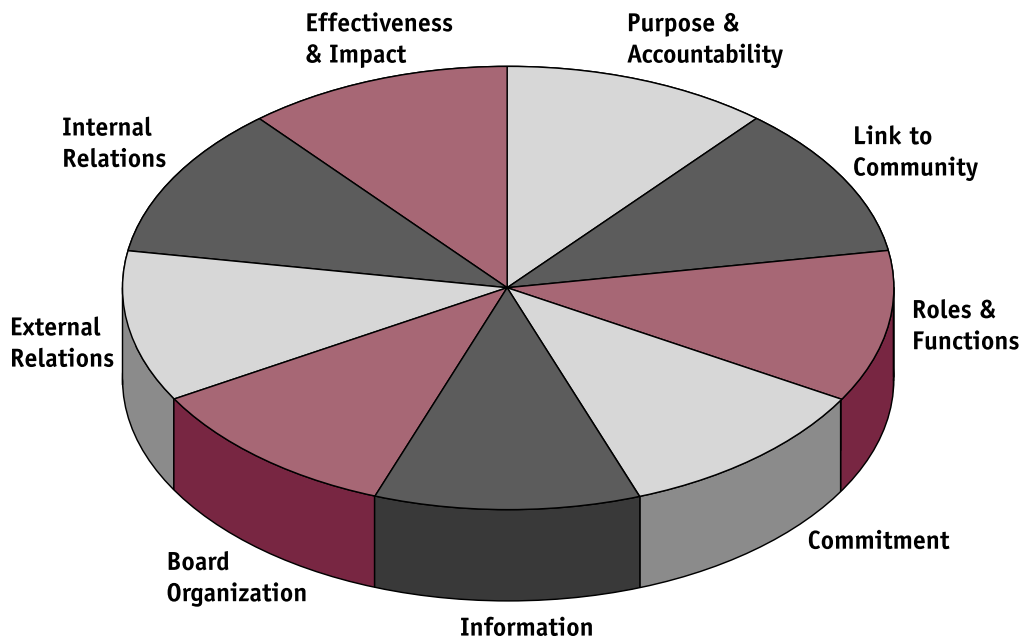 Effectiveness
& Impact
Purpose &
Accountability
Link to
Community
Roles &
Functions
Commitment
Information
Board
Organization
External
Relations
Internal
Relations